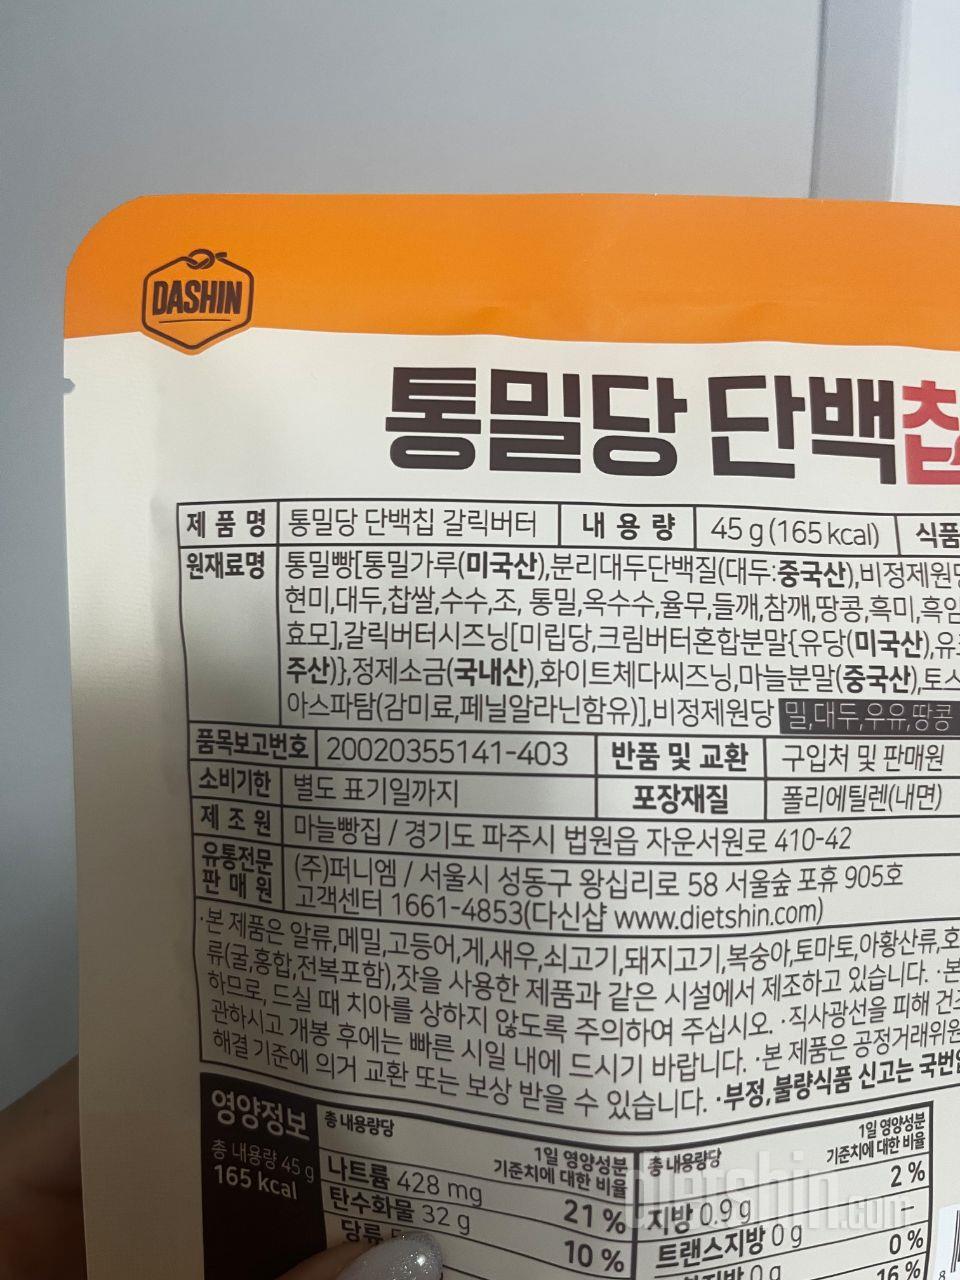 DASHIN
통밀당 단백칩
제품명 통밀당 단백칩 갈릭버터 내용량 45 g (165 kcal) 식품
원재료명 통밀빵[통밀가루(미국산),분리대두단백질(대두:중국산),비정제원당
현미,대두,찹쌀,수수,조, 통밀,옥수수,율무,들깨,참깨,땅콩,흑미,흑임
효모],갈릭버터시즈닝[미립당,크림버터혼합분말{유당(미국산),유
주산)},정제소금(국내산),화이트체다씨즈닝,마늘분말(중국산),토스
아스파탐(감미료,페닐알라닌함유)],비정제원당 밀,대두,우유,땅콩
품목보고번호 20020355141-403 반품 및 교환 구입처 및 판매원
소비기한 별도 표기일까지 포장재질 폴리에틸렌(내면)
제조원 마늘빵집 / 경기도 파주시 법원읍 자운서원로 410-42
유통전문 (주)퍼니엠 / 서울시 성동구 왕십리로 58 서울숲 포휴 905호
판매원 고객센터 1661-4853(다신샵 www.dietshin.com)
·본 제품은 알류,메밀,고등어,게,새우,쇠고기,돼지고기,복숭아,토마토,아황산류,호
류(굴,홍합,전복포함),잣을 사용한 제품과 같은 시설에서 제조하고 있습니다. ·본
하므로, 드실 때 치아를 상하지 않도록 주의하여 주십시오. ·직사광선을 피해 건조
관하시고 개봉 후에는 빠른 시일 내에 드시기 바랍니다. ·본 제품은 공정거래위원
해결기준에 의거 교환 또는 보상 받을 수 있습니다. ·부정,불량식품 신고는 국번없
영양정보 총 내용량당 1일 영양성분 기준치에 대한 비율 총 내용량당 1일 영양성분 기준치에 대한 비율
총 내용량 45 g
165 kcal
나트륨 428 mg 21 % 지방 0.9 g 2 %
탄수화물 32 g 10 % 트랜스지방 0 g -
당류 0 g 0 %
16 %
dietshin.com
8